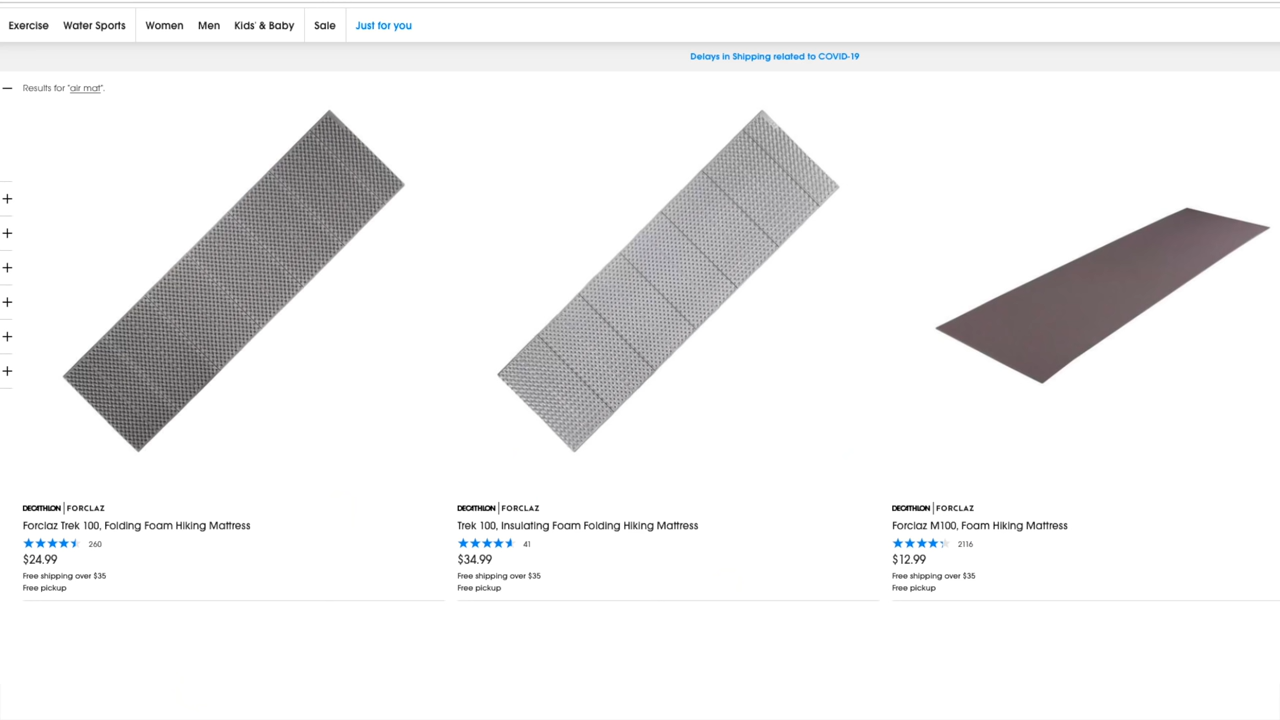 Exercise Water Sports Women Men Kids' & Baby Sale Just for you
Delays in Shipping related to COVID-19
Results for "air mat".
DECATHLON | FORCLAZ
Forclaz Trek 100, Folding Foam Hiking Mattress
260
$24.99
Free shipping over $35
Free pickup
DECATHLON | FORCLAZ
Trek 100, Insulating Foam Folding Hiking Mattress
41
$34.99
Free shipping over $35
Free pickup
DECATHLON | FORCLAZ
Forclaz M100, Foam Hiking Mattress
2116
$12.99
Free shipping over $35
Free pickup